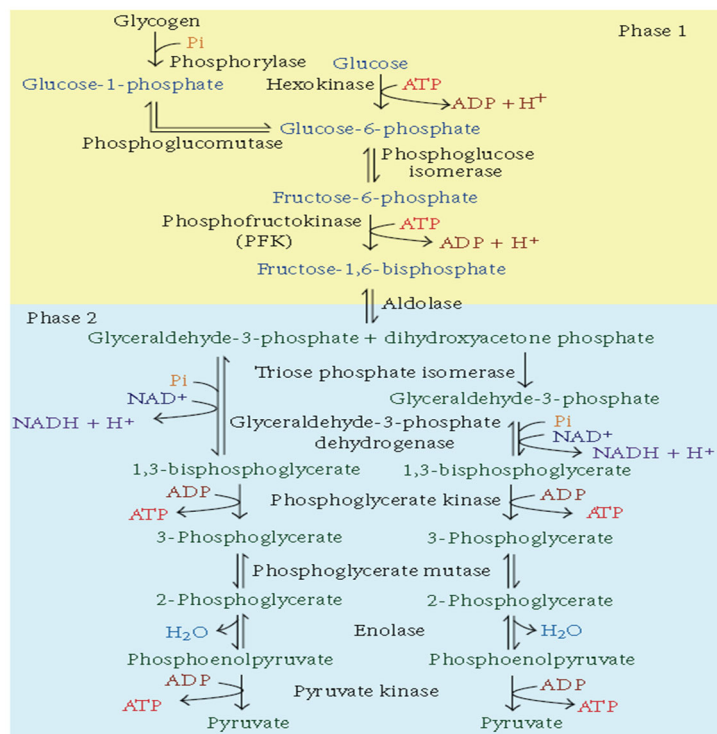 Glycogen
Phase 1
Pi
Phosphorylase
Glucose
Glucose-1-phosphate
Hexokinase
ATP
ADP + H+
Phosphoglucomutase
Glucose-6-phosphate
Phosphoglucose
isomerase
Fructose-6-phosphate
Phosphofructokinase
(PFK)
ATP
ADP + H+
Fructose-1,6-bisphosphate
Aldolase
Phase 2
Glyceraldehyde-3-phosphate + dihydroxyacetone phosphate
Pi
NAD+
NADH + H+
Triose phosphate isomerase
Glyceraldehyde-3-phosphate
Glyceraldehyde-3-phosphate
dehydrogenase
Pi
NAD+
NADH + H+
1,3-bisphosphoglycerate
1,3-bisphosphoglycerate
ADP
ATP
Phosphoglycerate kinase
ADP
ATP
3-Phosphoglycerate
3-Phosphoglycerate
Phosphoglycerate mutase
2-Phosphoglycerate
2-Phosphoglycerate
H2O
Enolase
H2O
Phosphoenolpyruvate
Phosphoenolpyruvate
ADP
ATP
Pyruvate kinase
ADP
ATP
Pyruvate
Pyruvate